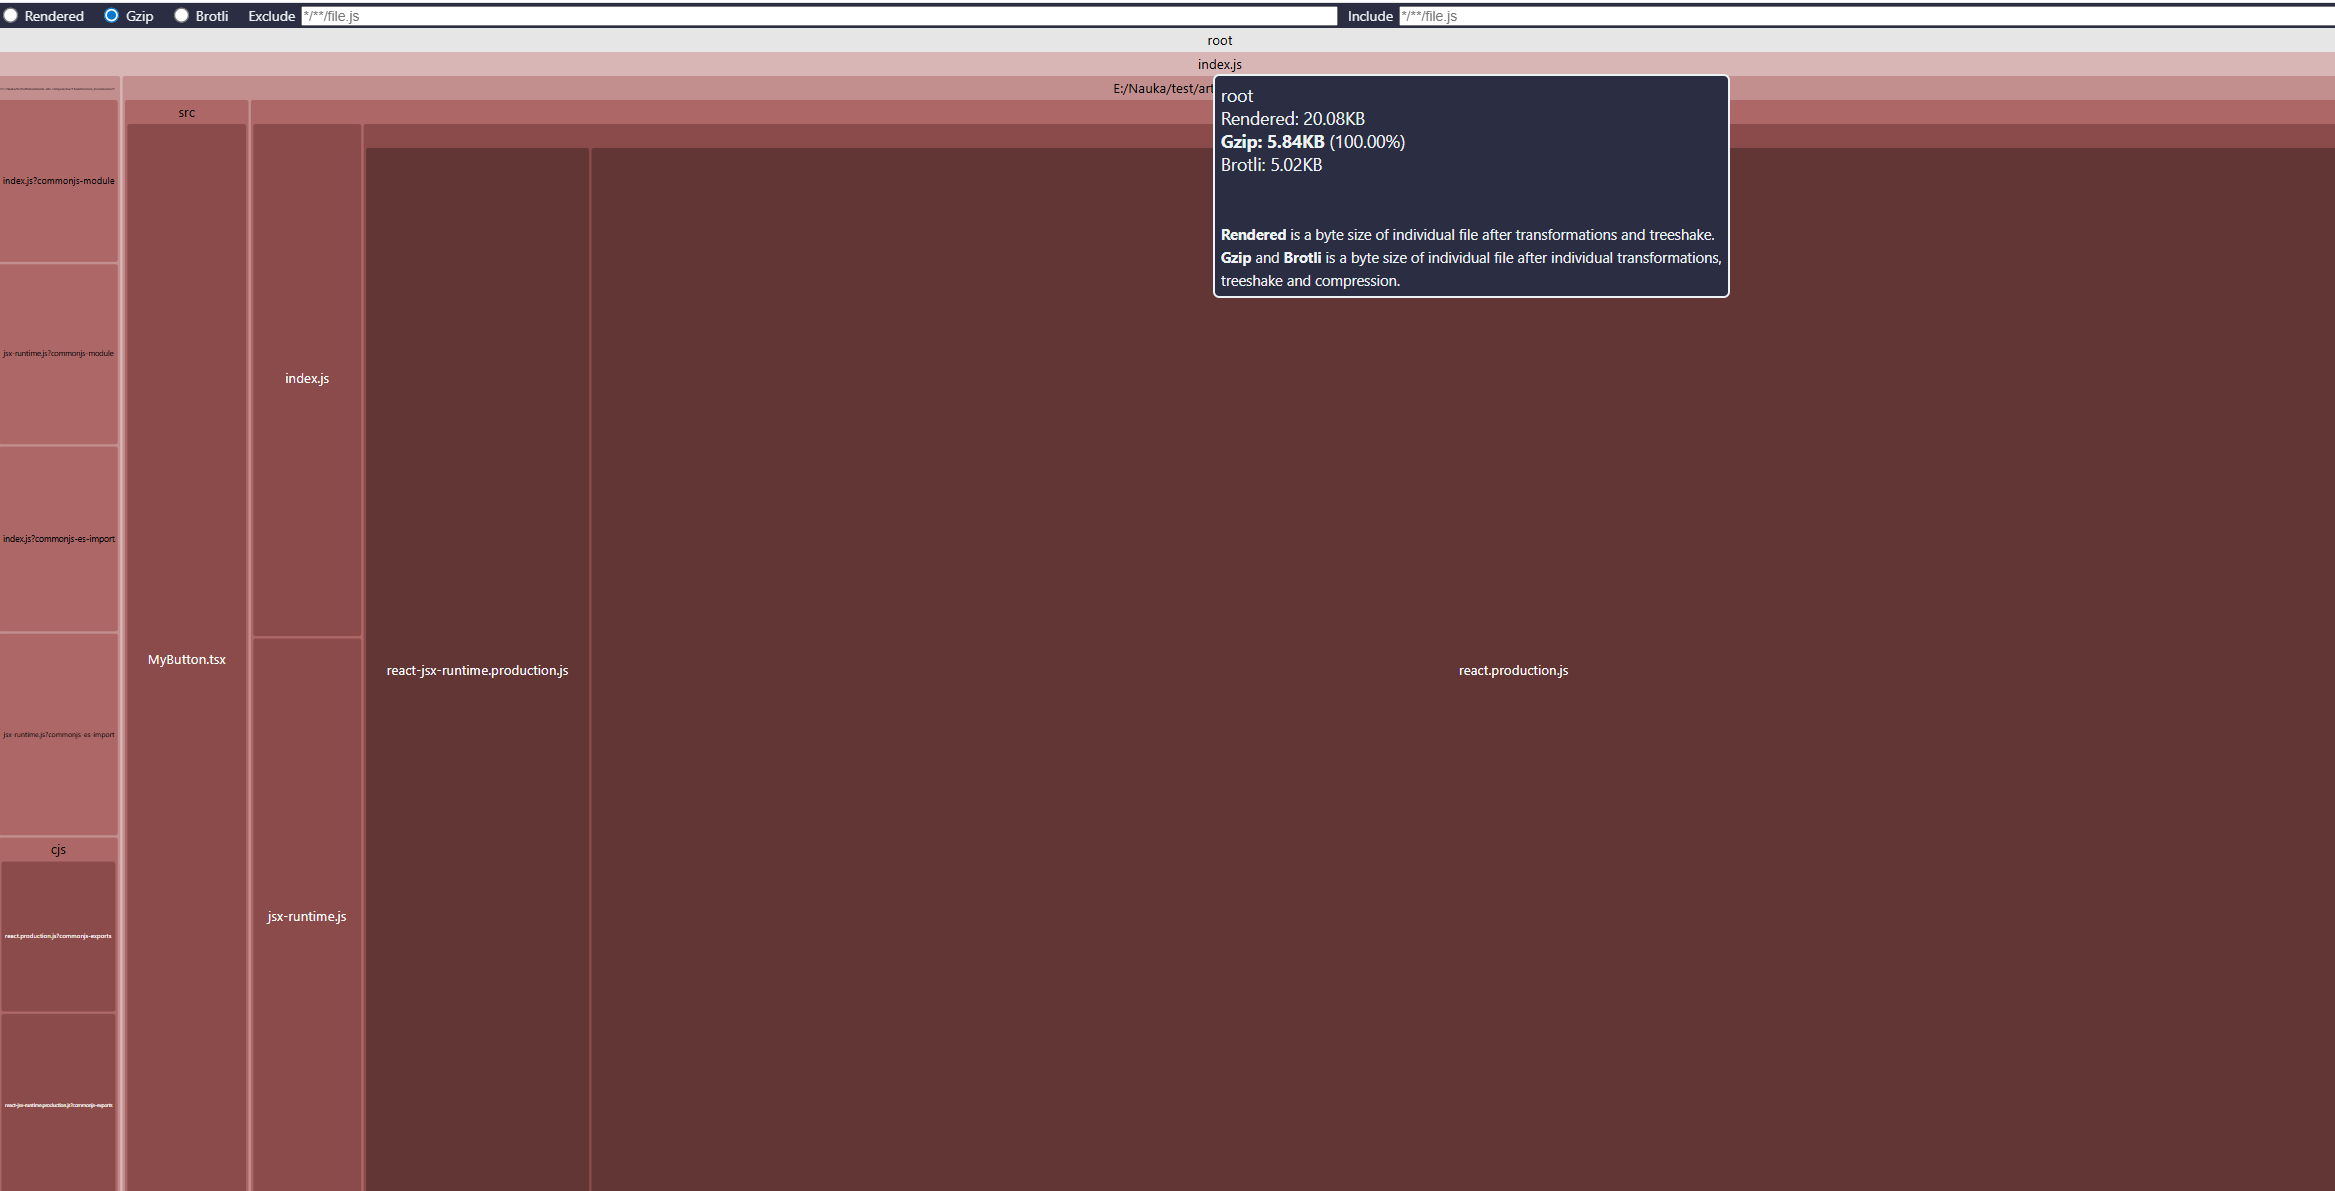 Rendered Gzip Brotli Exclude */**/file.js Include */**/file.js
root
index.js
E:/Nauka/test/art
root
Rendered: 20.08KB
Gzip: 5.84KB (100.00%)
Brotli: 5.02KB
Rendered is a byte size of individual file after transformations and treeshake.
Gzip and Brotli is a byte size of individual file after individual transformations,
treeshake and compression.
src
index.js?commonjs-module
jsx-runtime.js?commonjs-module
index.js?commonjs-es-import
jsx-runtime.js?commonjs-es-import
cjs
react.production.js?commonjs-exports
react-jsx-runtime.production.js?commonjs-exports
MyButton.tsx
index.js
jsx-runtime.js
react-jsx-runtime.production.js
react.production.js